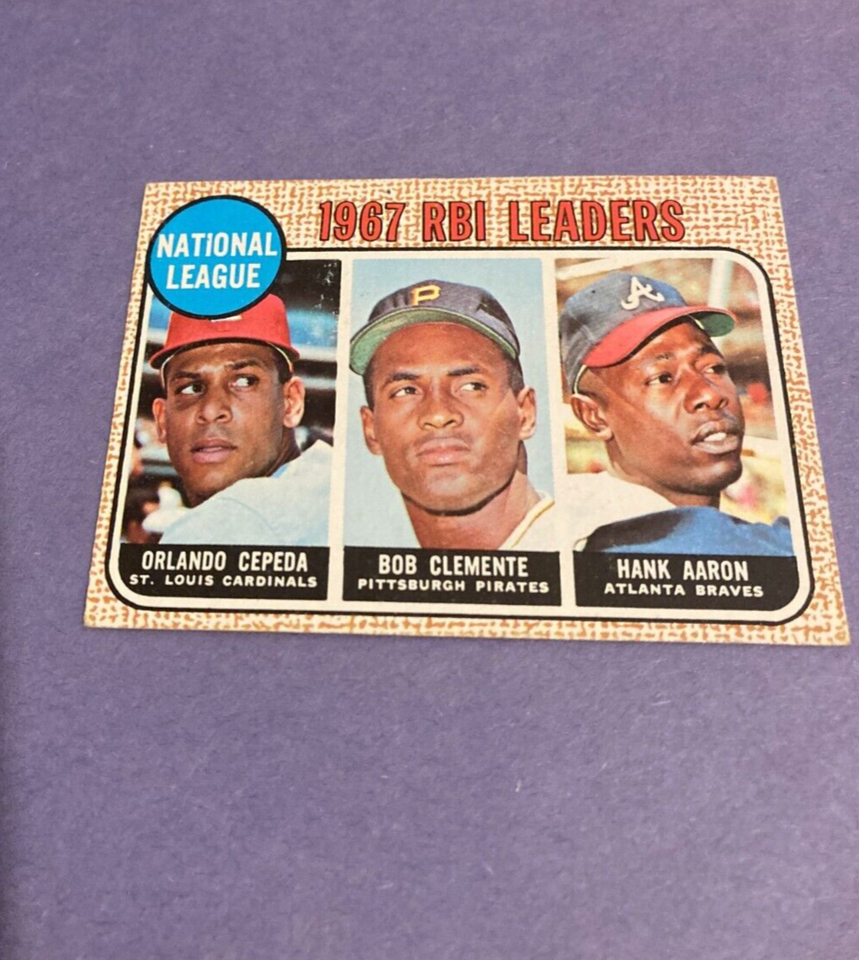 1967 RBI LEADERS
NATIONAL
LEAGUE
P
A
ORLANDO CEPEDA
ST. LOUIS CARDINALS
BOB CLEMENTE
PITTSBURGH PIRATES
HANK AARON
ATLANTA BRAVES